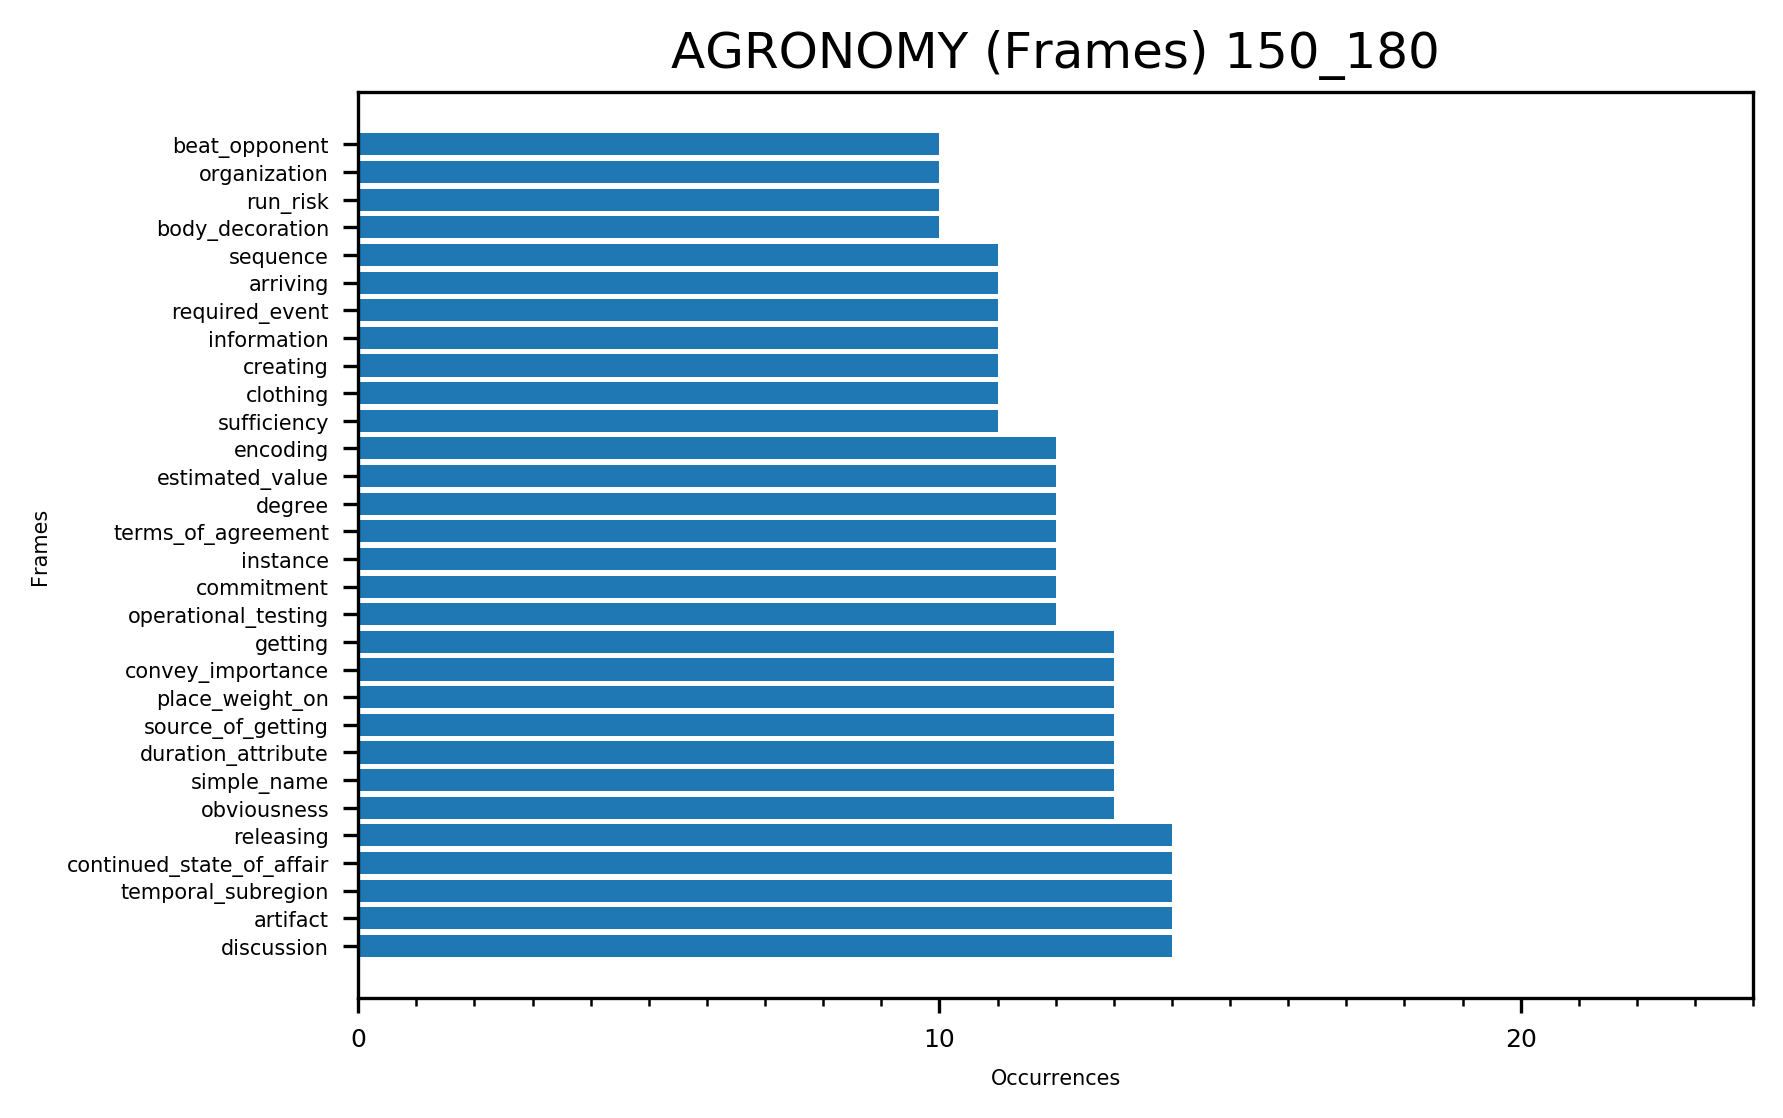 AGRONOMY (Frames) 150_180
beat_opponent
organization
run_risk
body_decoration
sequence
arriving
required_event
information
creating
clothing
sufficiency
encoding
estimated_value
degree
terms_of_agreement
instance
commitment
operational_testing
getting
convey_importance
place_weight_on
source_of_getting
duration_attribute
simple_name
obviousness
releasing
continued_state_of_affair
temporal_subregion
artifact
discussion
Frames
0 10 20
Occurrences